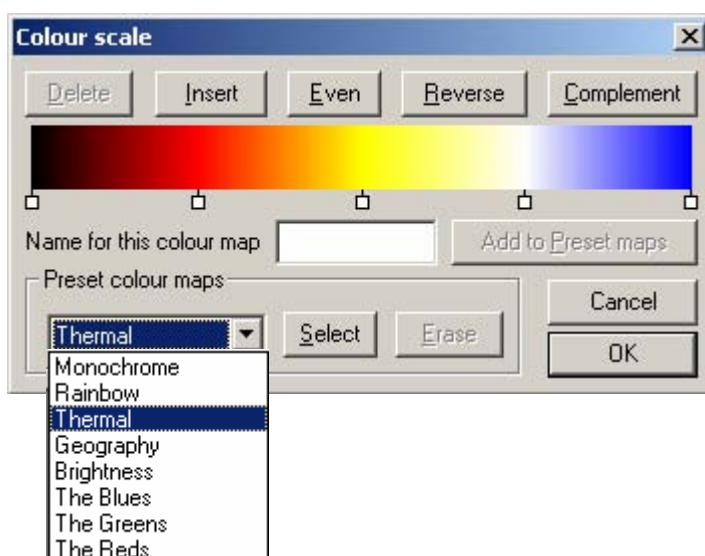 Colour scale
Delete Insert Even Reverse Complement
Name for this colour map Add to Preset maps
Preset colour maps
Thermal Select Erase Cancel
OK
Monochrome
Rainbow
Thermal
Geography
Brightness
The Blues
The Greens
The Reds